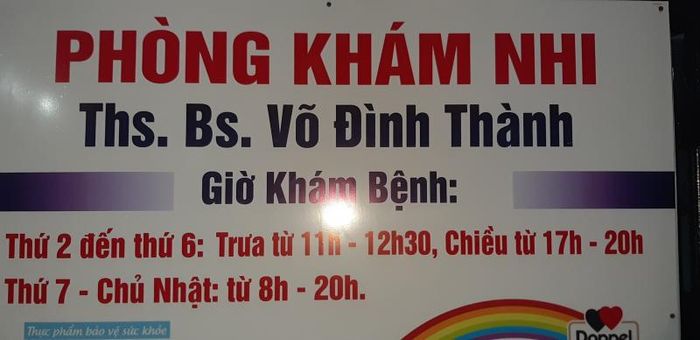 PHÒNG KHÁM NHI
Ths. Bs. Võ Đình Thành
Giờ Khám Bệnh:
Thứ 2 đến thứ 6: Trưa từ 11h - 12h30, Chiều từ 17h - 20h
Thứ 7 - Chủ Nhật: từ 8h - 20h.
Thực phẩm bảo vệ sức khỏe
Doppel